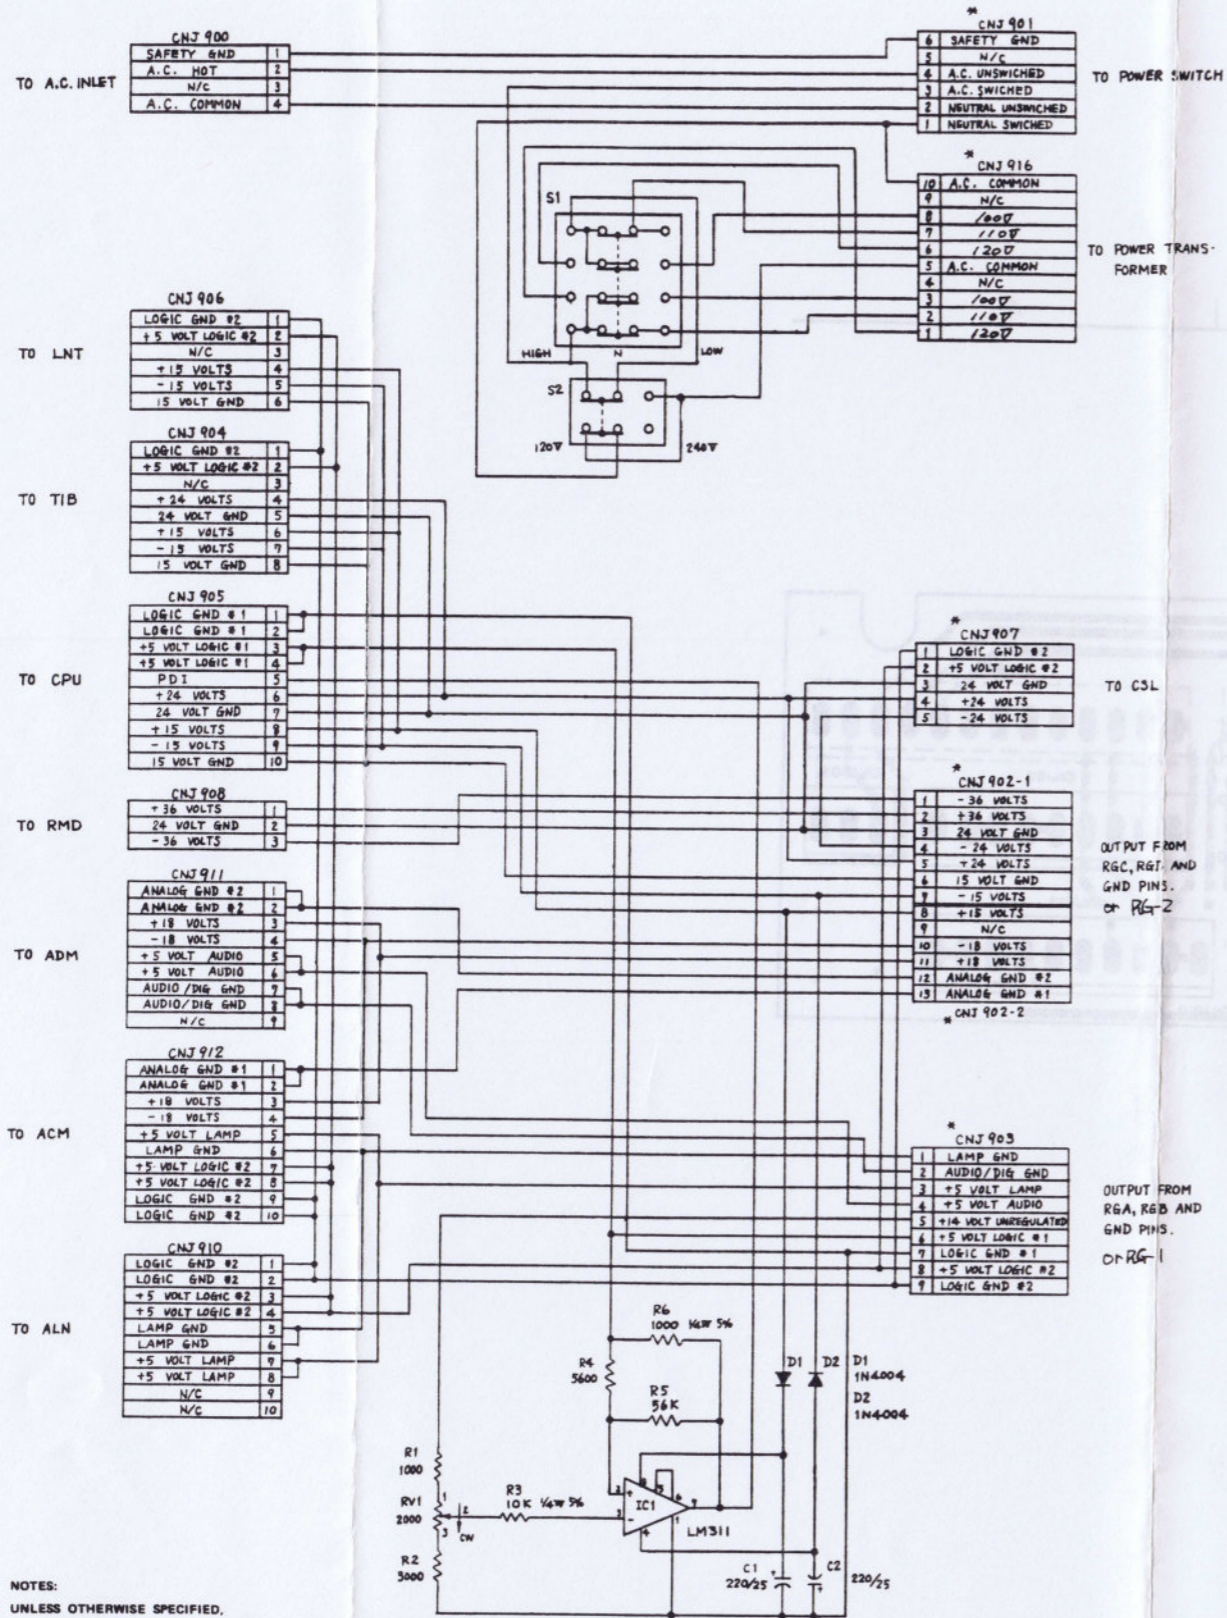 CNJ 900
SAFETY GND 1
A.C. HOT 2
N/C 3
A.C. COMMON 4
TO A.C. INLET
*
CNJ 901
6 SAFETY GND
5 N/C
4 A.C. UNSWICHED
3 A.C. SWICHED
2 NEUTRAL UNSWICHED
1 NEUTRAL SWICHED
TO POWER SWITCH
*
CNJ 916
10 A.C. COMMON
9 N/C
8 100V
7 110V
6 120V
5 A.C. COMMON
4 N/C
3 100V
2 110V
1 120V
TO POWER TRANS-
FORMER
S1
HIGH N LOW
S2
120V 240V
CNJ 906
LOGIC GND #2 1
+5 VOLT LOGIC #2 2
N/C 3
+15 VOLTS 4
-15 VOLTS 5
15 VOLT GND 6
TO LNT
CNJ 904
LOGIC GND #2 1
+5 VOLT LOGIC #2 2
N/C 3
+24 VOLTS 4
24 VOLT GND 5
+15 VOLTS 6
-15 VOLTS 7
15 VOLT GND 8
TO TIB
CNJ 905
LOGIC GND #1 1
LOGIC GND #1 2
+5 VOLT LOGIC #1 3
+5 VOLT LOGIC #1 4
PDI 5
+24 VOLTS 6
24 VOLT GND 7
+15 VOLTS 8
-15 VOLTS 9
15 VOLT GND 10
TO CPU
CNJ 908
+36 VOLTS 1
24 VOLT GND 2
-36 VOLTS 3
TO RMD
CNJ 911
ANALOG GND #2 1
ANALOG GND #2 2
+18 VOLTS 3
-18 VOLTS 4
+5 VOLT AUDIO 5
+5 VOLT AUDIO 6
AUDIO/DIG GND 7
AUDIO/DIG GND 8
N/C 9
TO ADM
CNJ 912
ANALOG GND #1 1
ANALOG GND #1 2
+18 VOLTS 3
-18 VOLTS 4
+5 VOLT LAMP 5
LAMP GND 6
+5 VOLT LOGIC #2 7
+5 VOLT LOGIC #2 8
LOGIC GND #2 9
LOGIC GND #2 10
TO ACM
CNJ 910
LOGIC GND #2 1
LOGIC GND #2 2
+5 VOLT LOGIC #2 3
+5 VOLT LOGIC #2 4
LAMP GND 5
LAMP GND 6
+5 VOLT LAMP 7
+5 VOLT LAMP 8
N/C 9
N/C 10
TO ALN
*
CNJ 907
1 LOGIC GND #2
2 +5 VOLT LOGIC #2
3 24 VOLT GND
4 +24 VOLTS
5 -24 VOLTS
TO CSL
*
CNJ 902-1
1 -36 VOLTS
2 +36 VOLTS
3 24 VOLT GND
4 -24 VOLTS
5 +24 VOLTS
6 15 VOLT GND
7 -15 VOLTS
8 +15 VOLTS
9 N/C
10 -18 VOLTS
11 +18 VOLTS
12 ANALOG GND #2
13 ANALOG GND #1
* CNJ 902-2
OUTPUT FROM
RGC, RGI AND
GND PINS.
or RG-2
*
CNJ 903
1 LAMP GND
2 AUDIO/DIG GND
3 +5 VOLT LAMP
4 +5 VOLT AUDIO
5 +14 VOLT UNREGULATED
6 +5 VOLT LOGIC #1
7 LOGIC GND #1
8 +5 VOLT LOGIC #2
9 LOGIC GND #2
OUTPUT FROM
RGA, RGB AND
GND PINS.
or RG-1
R6
1000 1/4W 5%
R4
5600
R5
56K
D1 D2
D1
1N4004
D2
1N4004
R1
1000
RV1
2000
1
2
3
CW
R3
10K 1/4W 5%
R2
3000
2 +
3 -
8
5
6
7
1
4
IC1
LM311
C1
220/25
+
C2
220/25
+
NOTES:
UNLESS OTHERWISE SPECIFIED,